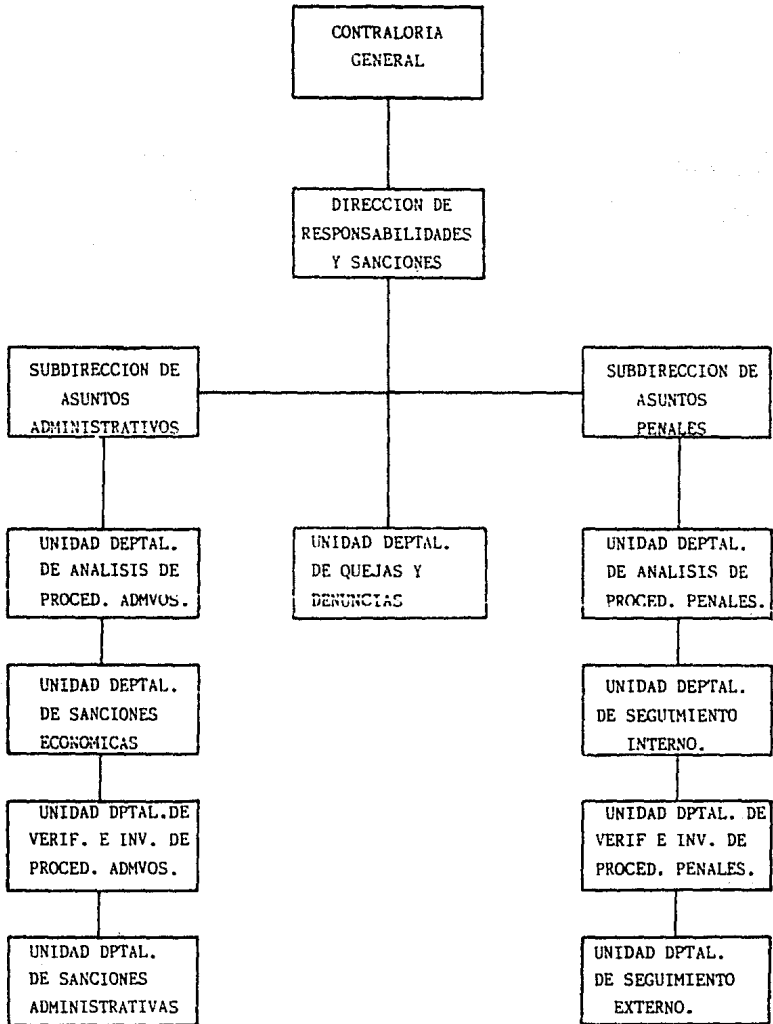 CONTRALORIA
GENERAL
DIRECCION DE
RESPONSABILIDADES
Y SANCIONES
SUBDIRECCION DE
ASUNTOS
ADMINISTRATIVOS
SUBDIRECCION DE
ASUNTOS
PENALES
UNIDAD DEPTAL.
DE ANALISIS DE
PROCED. ADMVOS.
UNIDAD DEPTAL.
DE QUEJAS Y
DENUNCIAS
UNIDAD DEPTAL.
DE ANALISIS DE
PROCED. PENALES.
UNIDAD DEPTAL.
DE SANCIONES
ECONOMICAS
UNIDAD DEPTAL.
DE SEGUIMIENTO
INTERNO.
UNIDAD DPTAL.DE
VERIF. E INV. DE
PROCED. ADMVOS.
UNIDAD DPTAL. DE
VERIF E INV. DE
PROCED. PENALES.
UNIDAD DPTAL.
DE SANCIONES
ADMINISTRATIVAS
UNIDAD DPTAL.
DE SEGUIMIENTO
EXTERNO.